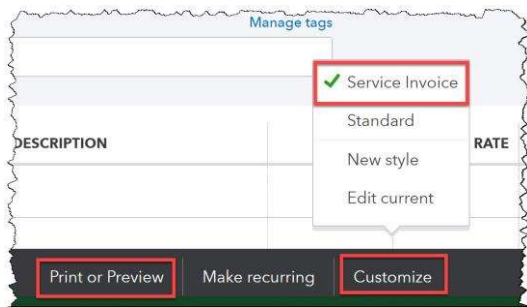 Manage tags
Service Invoice
Standard
DESCRIPTION
RATE
New style
Edit current
Print or Preview
Make recurring
Customize